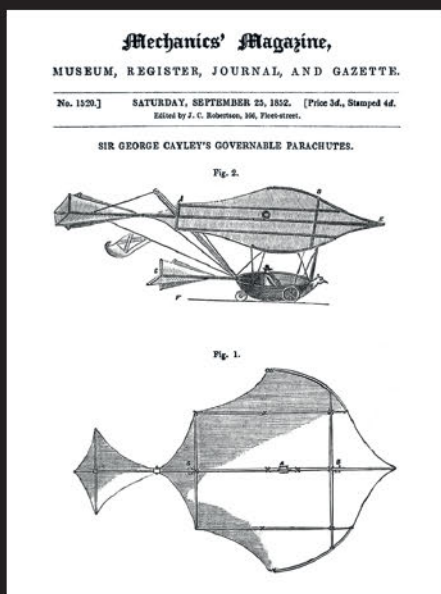 Mechanics' Magazine,
MUSEUM, REGISTER, JOURNAL, AND GAZETTE.
No. 1520.] SATURDAY, SEPTEMBER 25, 1852. [Price 3d., Stamped 4d.
Edited by J. C. Robertson, 166, Fleet-street.
SIR GEORGE CAYLEY'S GOVERNABLE PARACHUTES.
Fig. 2.
Fig. 1.